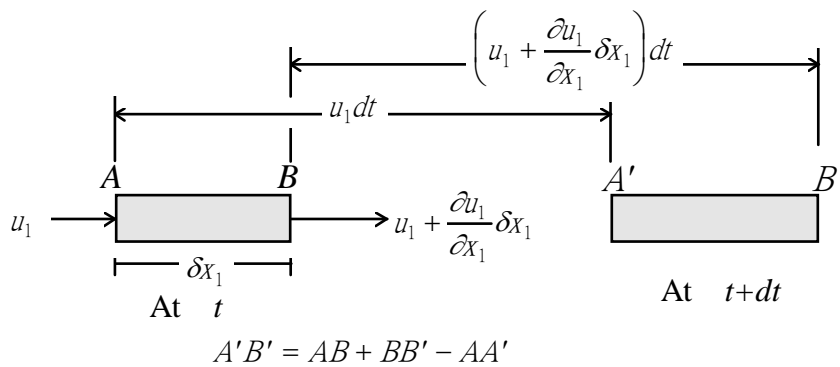 (u₁ + ∂u₁/∂x₁ δx₁) dt
u₁dt
A B A′ B
u₁ u₁ + ∂u₁/∂x₁ δx₁
δx₁
At t At t+dt
A′B′ = AB + BB′ − AA′